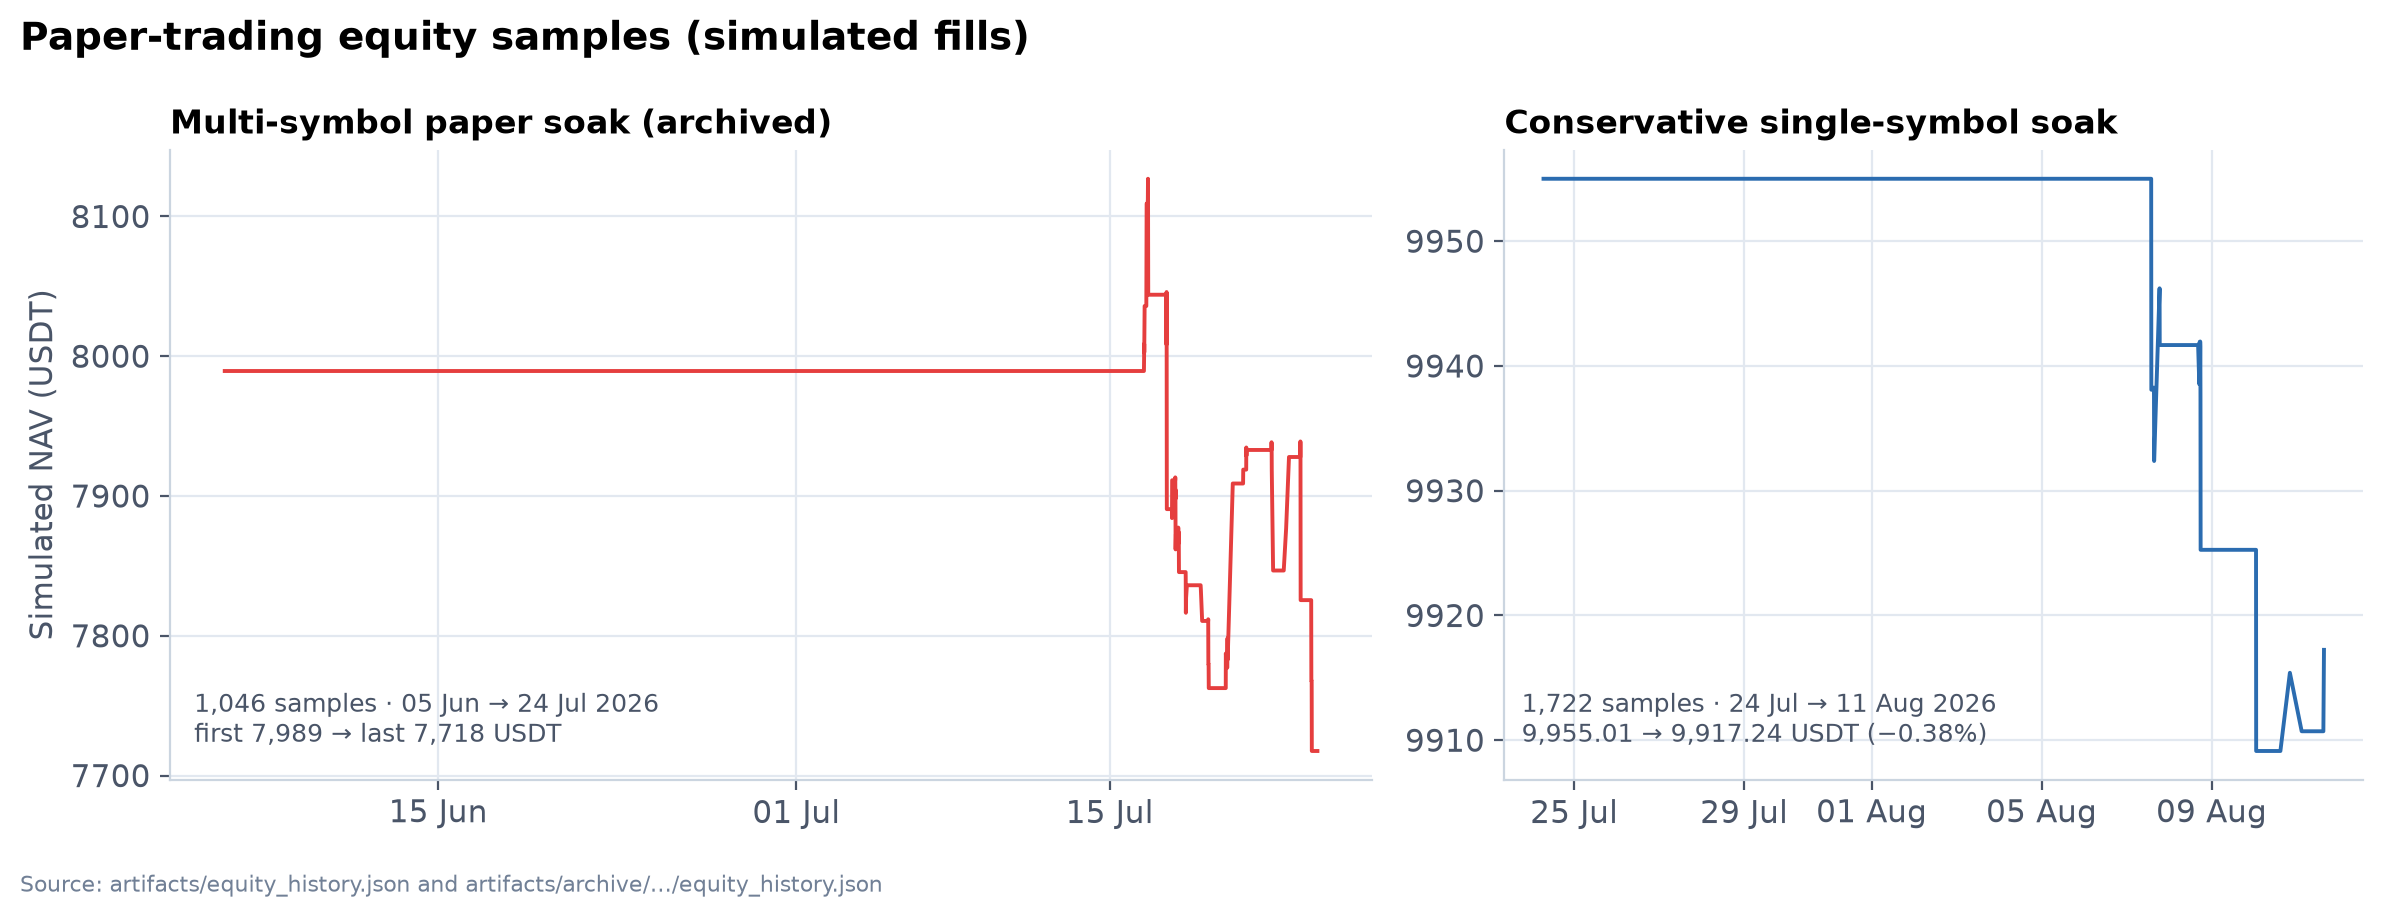 Paper-trading equity samples (simulated fills)
Multi-symbol paper soak (archived)
Simulated NAV (USDT)
8100
8000
7900
7800
7700
1,046 samples · 05 Jun → 24 Jul 2026
first 7,989 → last 7,718 USDT
15 Jun
01 Jul
15 Jul
Conservative single-symbol soak
9950
9940
9930
9920
9910
1,722 samples · 24 Jul → 11 Aug 2026
9,955.01 → 9,917.24 USDT (−0.38%)
25 Jul
29 Jul
01 Aug
05 Aug
09 Aug
Source: artifacts/equity_history.json and artifacts/archive/.../equity_history.json